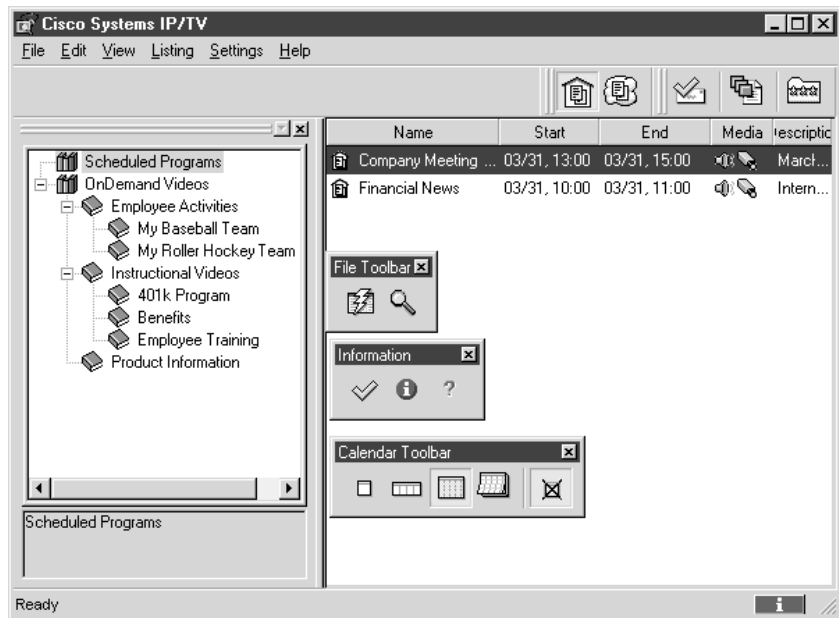 Cisco Systems IP/TV
File Edit View Listing Settings Help
Name Start End Media escriptic
Scheduled Programs
OnDemand Videos
Employee Activities
My Baseball Team
My Roller Hockey Team
Instructional Videos
401k Program
Benefits
Employee Training
Product Information
Scheduled Programs
Company Meeting ... 03/31, 13:00 03/31, 15:00 March...
Financial News 03/31, 10:00 03/31, 11:00 Intern...
File Toolbar
Information
?
Calendar Toolbar
Ready
i